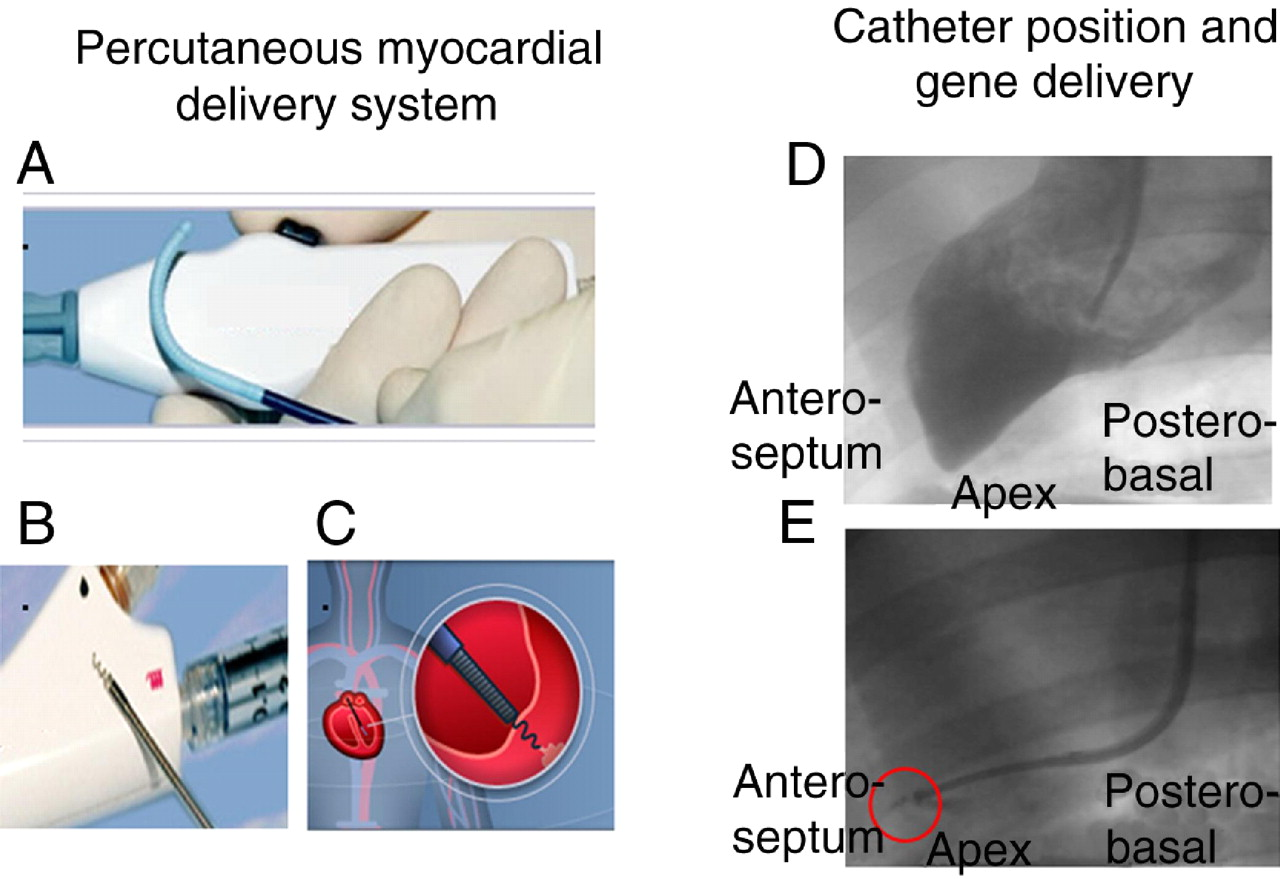 Percutaneous myocardial
delivery system
A
B
C
Catheter position and
gene delivery
D
Antero-
septum
Apex
Postero-
basal
E
Antero-
septum
Apex
Postero-
basal